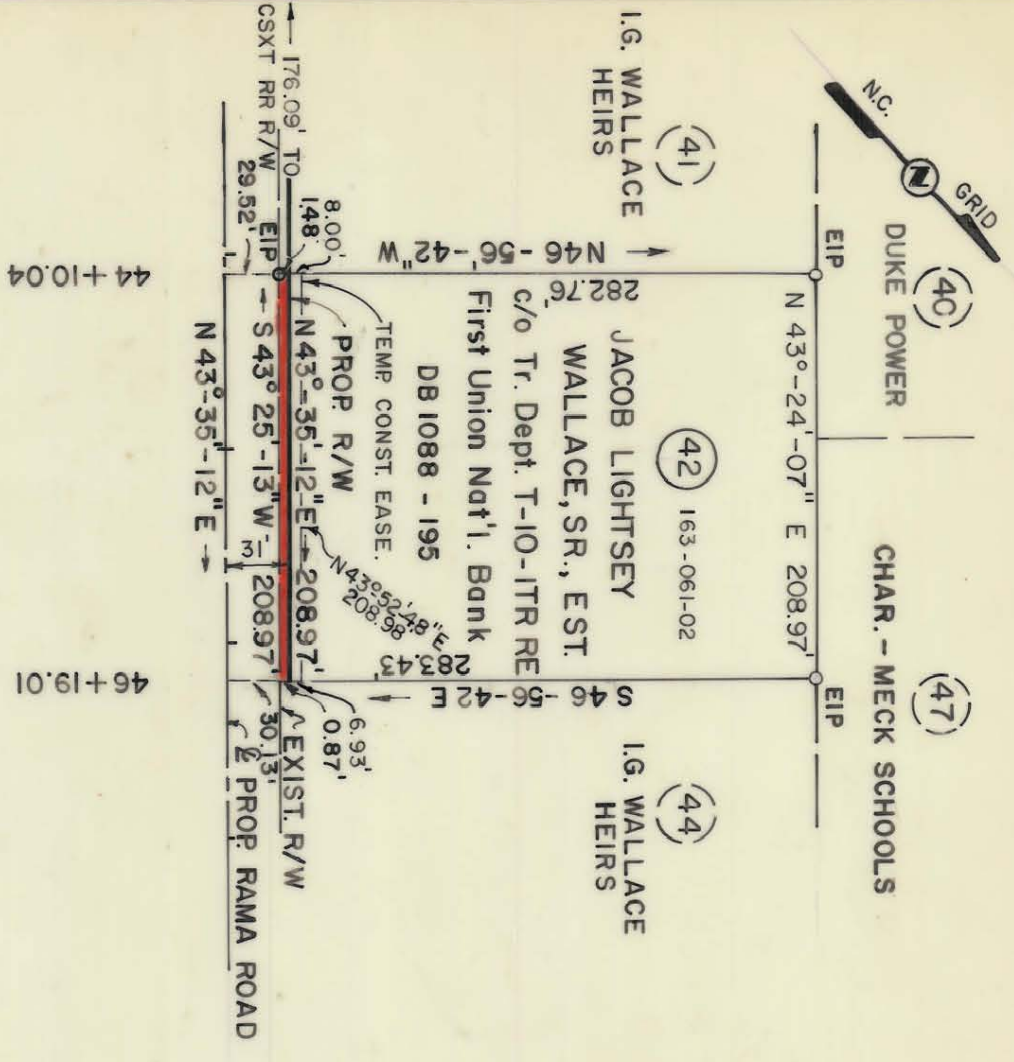 N.C.
GRID
(40)
DUKE POWER
CHAR. - MECK SCHOOLS
(47)
EIP
N 43°-24'-07" E 208.97'
EIP
(41)
I.G. WALLACE
HEIRS
N46 -56' -42"W
282.76'
42
163-061-02
JACOB LIGHTSEY
WALLACE, SR., EST.
c/o Tr. Dept. T-10-1TR RE
First Union Nat'l. Bank
DB 1088 - 195
S 46 -56-42 E
283.43'
(44)
I.G. WALLACE
HEIRS
TEMP. CONST. EASE.
PROP. R/W
N 43°52'48"E
208.98
8.00'
1.48'
6.93'
0.87'
N 43°-35'-12"E 208.97'
EIP
S 43° 25'-13"W 208.97'
EXIST. R/W
176.09' TO
CSXT RR R/W
29.52'
30.13'
31'
N 43°-35'-12"E
℄ PROP. RAMA ROAD
44+10.04
46+19.01